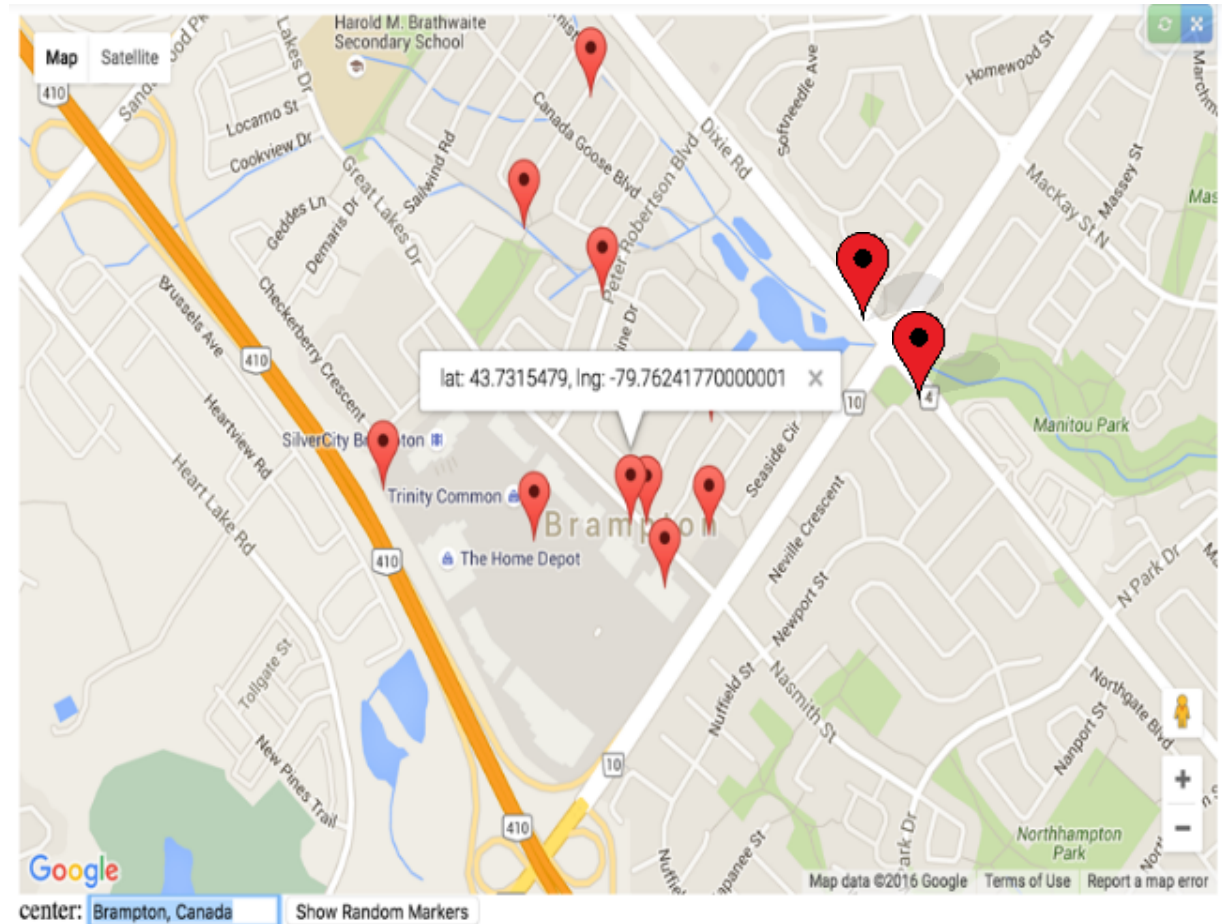 Harold M. Brathwaite
Secondary School
Map
Satellite
410
Lakes Dr
Locarno St
Cookview Dr
Sailwind Rd
Great Lakes Dr
Geddes Ln
Demaris Dr
Canada Goose Blvd
Peter Robertson Blvd
Dixie Rd
Softneedle Ave
Homewood St
MacKay St N
Massey St
Brussels Ave
Checkerberry Crescent
410
lat: 43.7315479, lng: -79.76241770000001
10
4
Manitou Park
Heartview Rd
Heart Lake Rd
SilverCity
Trinity Common
Brampton
The Home Depot
410
Seaside Cir
Neville Crescent
Newport St
N Park Dr
Tollgate St
New Pines Trail
Nuffield St
Nasmith St
Northgate Blvd
Nanport St
10
410
Park Dr
Northhampton
Park
+
−
Google
Map data ©2016 Google
Terms of Use
Report a map error
center:
Brampton, Canada
Show Random Markers